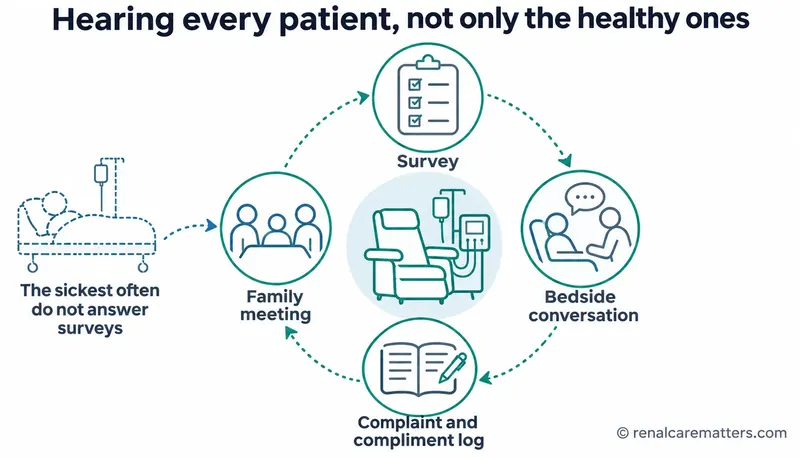 Hearing every patient, not only the healthy ones
Survey
The sickest often
do not answer
surveys
Family
meeting
Bedside
conversation
Complaint and
compliment log
© renalcarematters.com